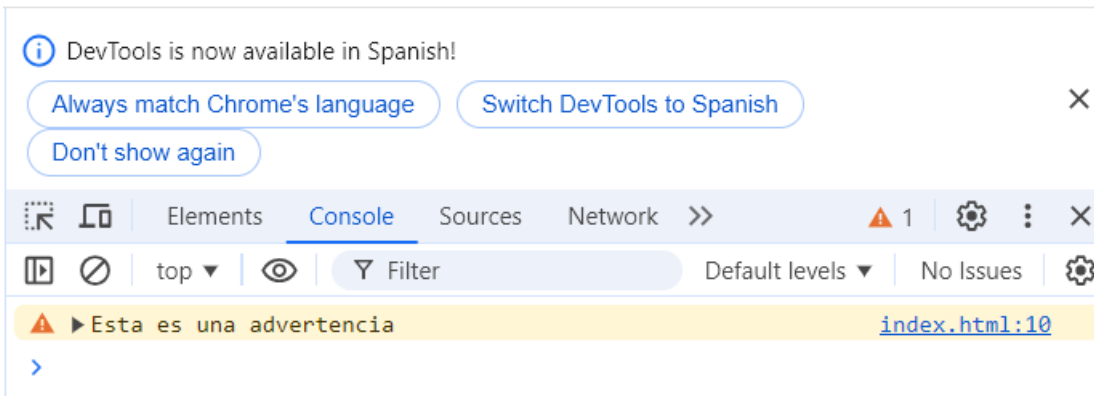 DevTools is now available in Spanish!
Always match Chrome's language Switch DevTools to Spanish
Don't show again
Elements Console Sources Network 1
top Filter Default levels No Issues
Esta es una advertencia index.html:10